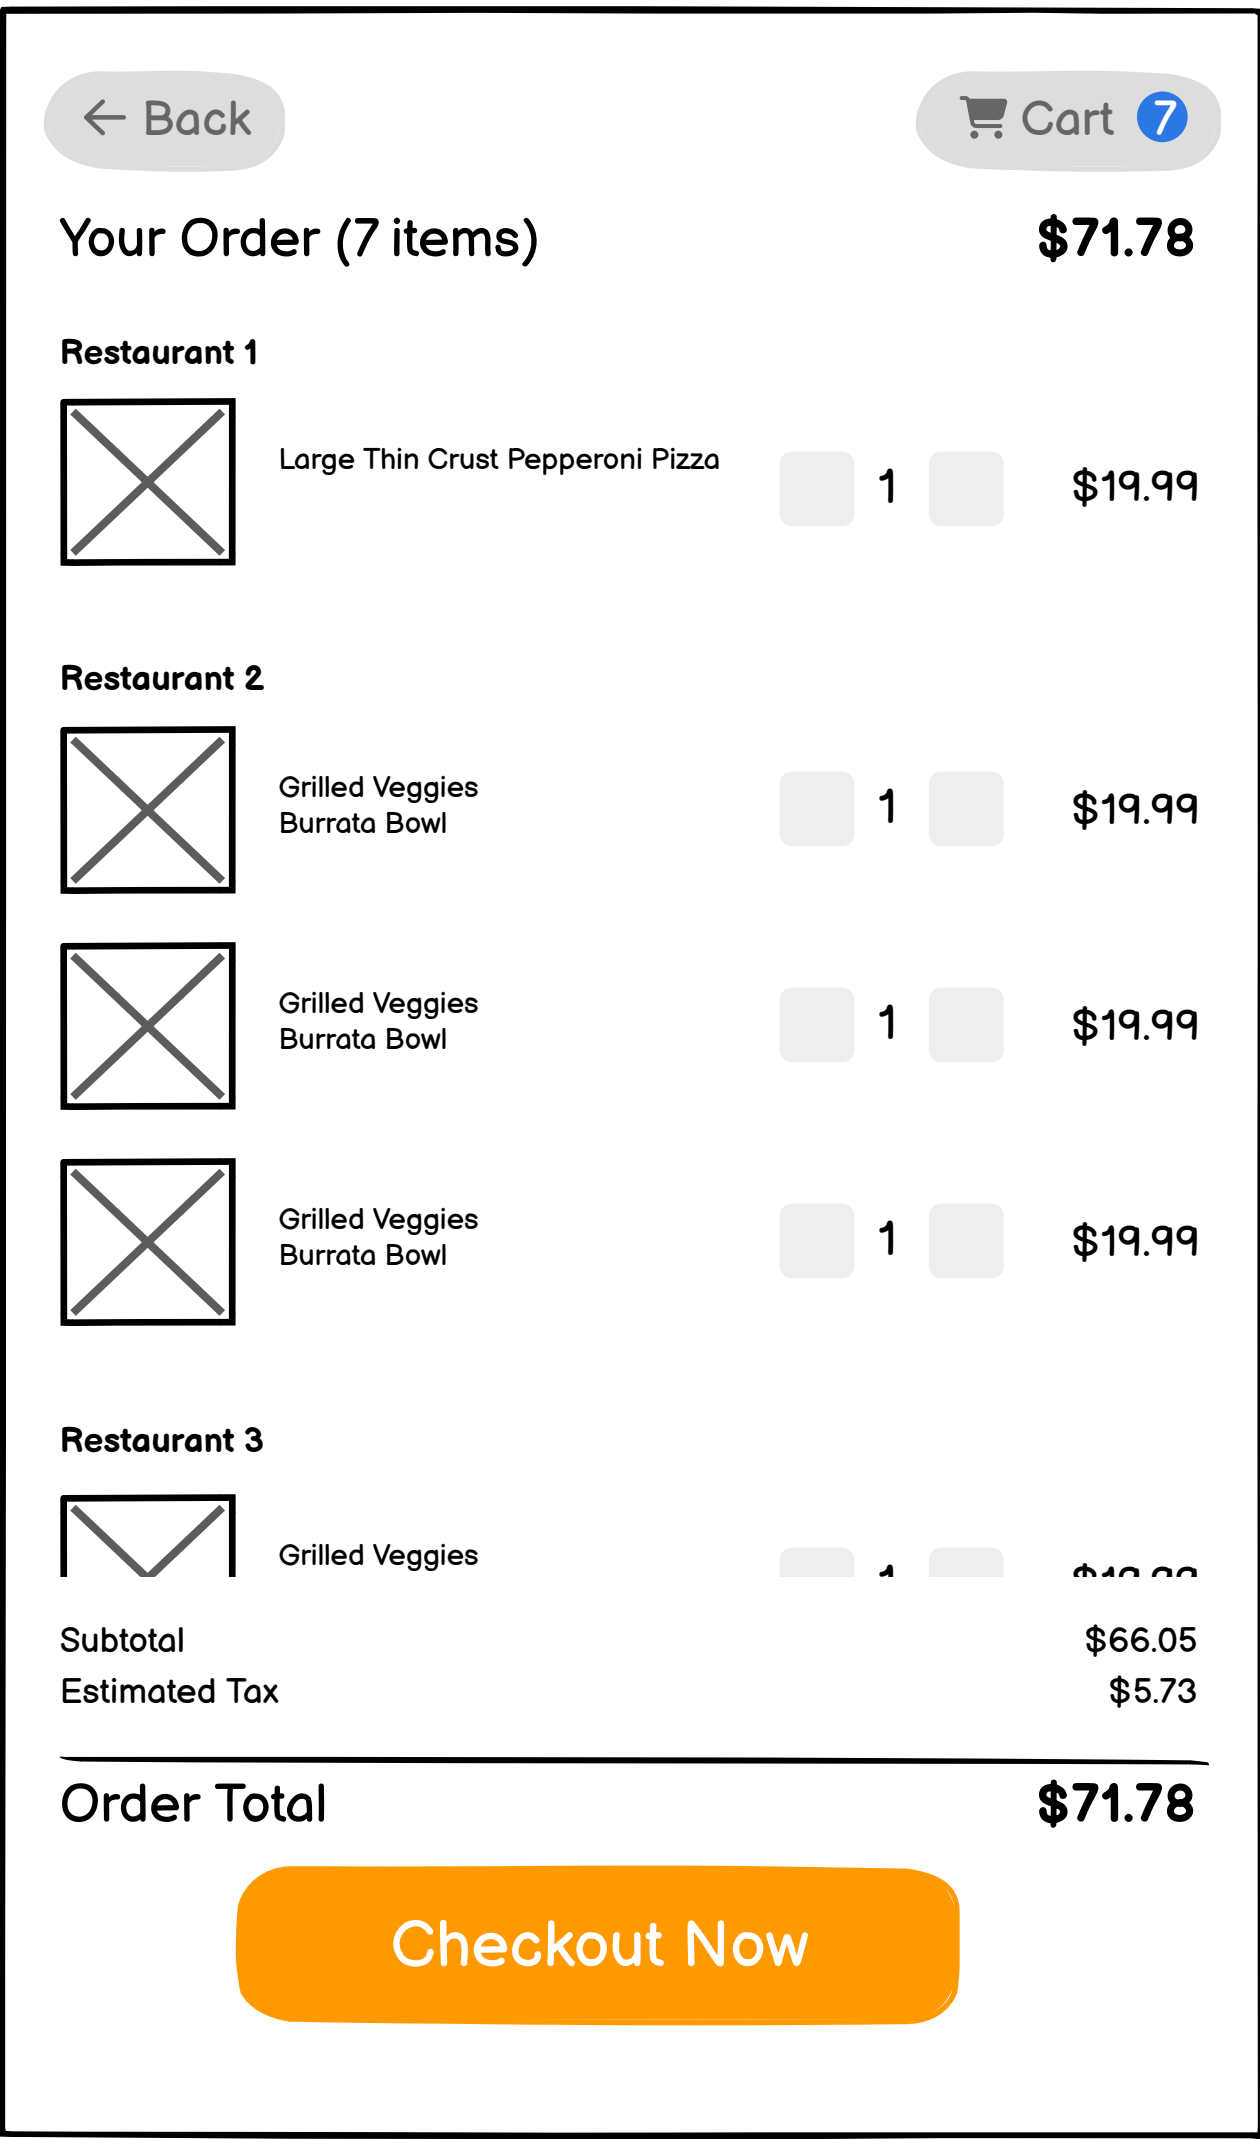 Back
Cart 7
Your Order (7 items) $71.78
Restaurant 1
Large Thin Crust Pepperoni Pizza 1 $19.99
Restaurant 2
Grilled Veggies
Burrata Bowl
1 $19.99
Grilled Veggies
Burrata Bowl
1 $19.99
Grilled Veggies
Burrata Bowl
1 $19.99
Restaurant 3
Grilled Veggies
1 $19.99
Subtotal $66.05
Estimated Tax $5.73
Order Total $71.78
Checkout Now